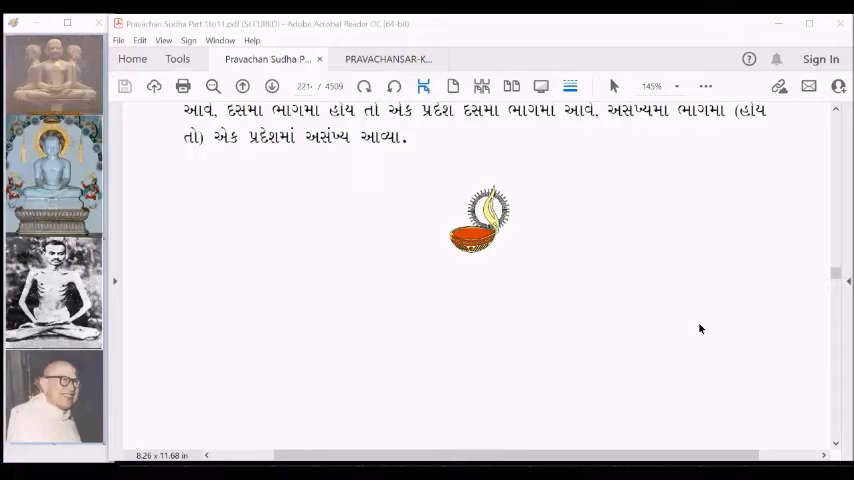 Pravachan Sudha Part 1to11.pdf (SECURED) - Adobe Acrobat Reader DC (64-bit)
File Edit View Sign Window Help
Home Tools Pravachan Sudha P... × PRAVACHANSAR-K... Sign In
221 / 4509 145%
આવે, દસમા ભાગમા હોય તો એક પ્રદેશ દસમા ભાગમા આવે, અસખ્યમા ભાગમા (હોય
તો) એક પ્રદેશમાં અસંખ્ય આવ્યા.
8.26 x 11.68 in